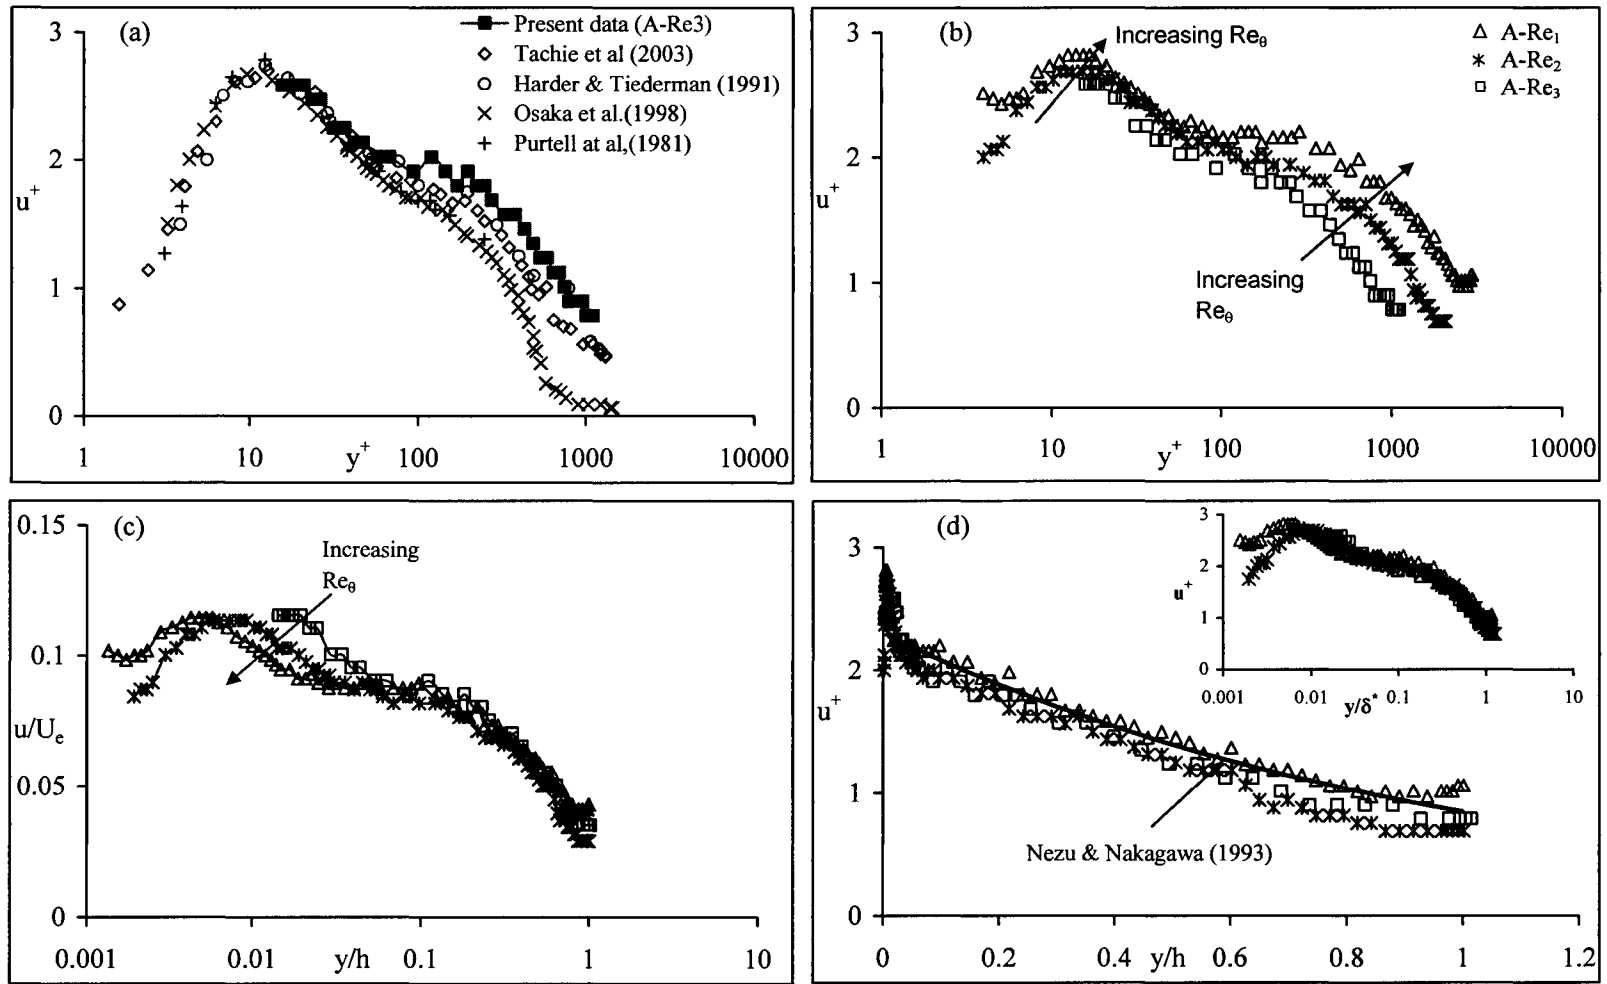 (a)
Present data (A-Re3)
Tachie et al (2003)
Harder & Tiederman (1991)
Osaka et al.(1998)
Purtell at al,(1981)
3
2
1
0
u+
1
10
y+
100
1000
10000
(b)
Increasing Reθ
A-Re1
A-Re2
A-Re3
Increasing
Reθ
3
2
1
0
u+
1
10
y+
100
1000
10000
(c)
Increasing
Reθ
0.15
0.1
0.05
0
u/Ue
0.001
0.01
y/h
0.1
1
10
(d)
3
2
1
0
u+
Nezu & Nakagawa (1993)
0
0.2
0.4
y/h
0.6
0.8
1
1.2
3
2
1
0
u+
0.001
0.01
y/δ*
0.1
1
10